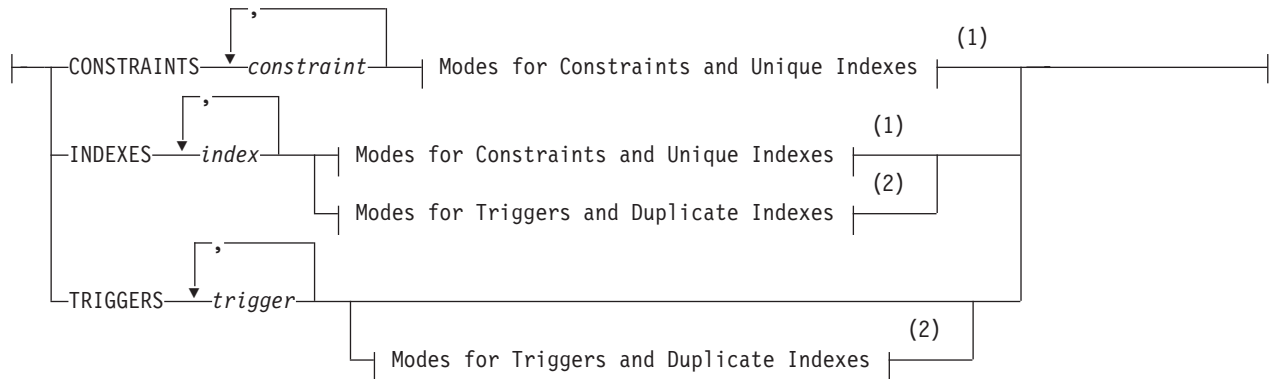 ,
(1)
CONSTRAINTS constraint Modes for Constraints and Unique Indexes
,
(1)
INDEXES index Modes for Constraints and Unique Indexes
(2)
Modes for Triggers and Duplicate Indexes
,
TRIGGERS trigger
(2)
Modes for Triggers and Duplicate Indexes